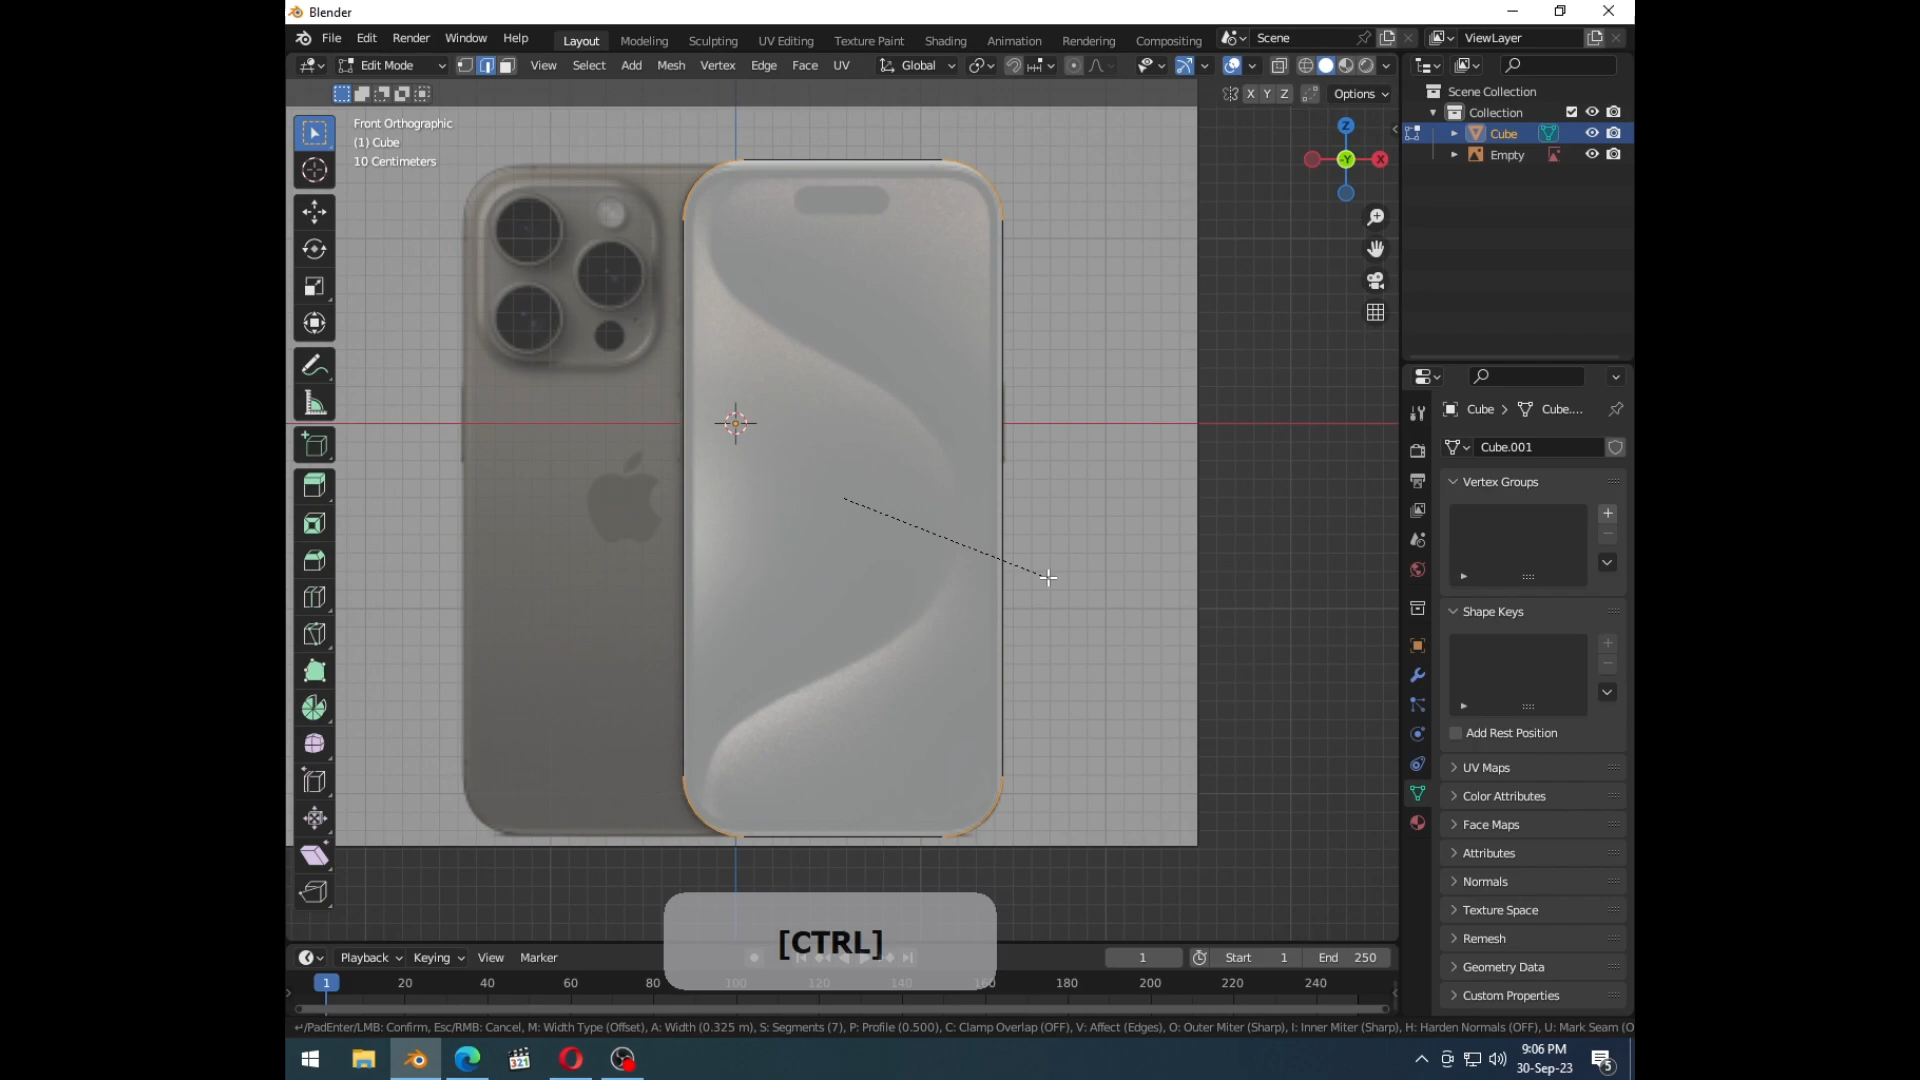 Blender
File Edit Render Window Help Layout Modeling Sculpting UV Editing Texture Paint Shading Animation Rendering Compositing Scene ViewLayer
Edit Mode View Select Add Mesh Vertex Edge Face UV Global
X Y Z Options
Scene Collection
Collection
Cube
Empty
Front Orthographic
(1) Cube
10 Centimeters
Z
-Y
X
Cube Cube....
Cube.001
Vertex Groups
Shape Keys
Add Rest Position
UV Maps
Color Attributes
Face Maps
Attributes
Normals
Texture Space
Remesh
Geometry Data
Custom Properties
[CTRL]
Playback Keying View Marker 1 Start 1 End 250
1 20 40 60 80 100 120 140 160 180 200 220 240
/PadEnter/LMB: Confirm, Esc/RMB: Cancel, M: Width Type (Offset), A: Width (0.325 m), S: Segments (7), P: Profile (0.500), C: Clamp Overlap (OFF), V: Affect (Edges), O: Outer Miter (Sharp), I: Inner Miter (Sharp), H: Harden Normals (OFF), U: Mark Seam (O
321
9:06 PM
30-Sep-23
5